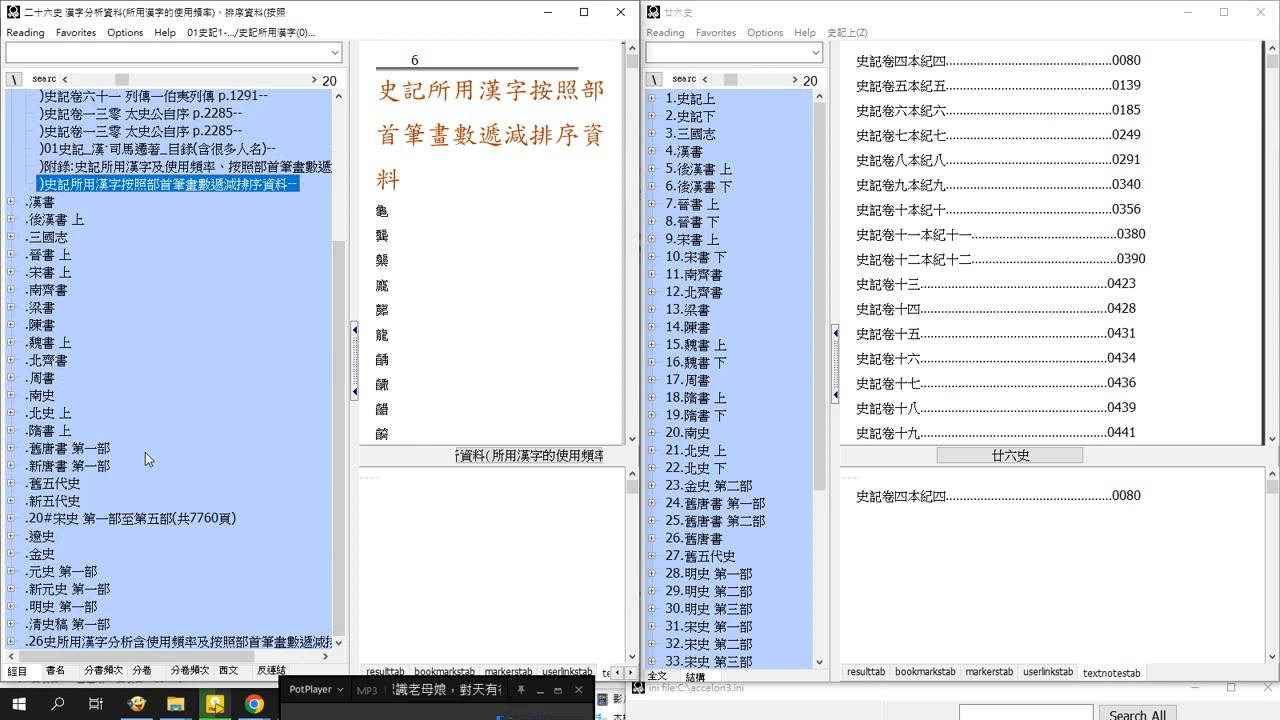 二十六史 漢字分析資料(所用漢字的使用頻率)、排序資料(按照
Reading Favorites Options Help 01史記1-.../史記所用漢字(0)...
\ searc < > 20
)史記卷六十一 列傳一伯夷列傳 p.1291--
)史記卷一三零 太史公自序 p.2285--
)史記卷一三零 太史公自序 p.2285--
)01史記_漢˙司馬遷著_目錄(含很多人名)--
)附錄:史記所用漢字及使用頻率、按照部首筆畫數遞
)史記所用漢字按照部首筆畫數遞減排序資料--
.漢書
.後漢書 上
.三國志
.晉書 上
.宋書 上
.南齊書
.梁書
.陳書
.魏書 上
.北齊書
.周書
.南史
.北史 上
.隋書 上
.舊唐書 第一部
.新唐書 第一部
.舊五代史
.新五代史
.20#宋史 第一部至第五部(共7760頁)
.遼史
.金史
.元史 第一部
.新元史 第一部
.明史 第一部
.清史稿 第一部
.26史所用漢字分析含使用頻率及按照部首筆畫數遞減排
經目 書名 分書頻次 分卷 分卷頻次 西文 反連結
6
史記所用漢字按照部
首筆畫數遞減排序資
料
龜
龔
龍
資料(所用漢字的使用頻率
......
resulttab bookmarkstab markerstab userlinkstab te
廿六史
Reading Favorites Options Help 史記上(Z)
\ searc < > 20
1.史記上
2.史記下
3.三國志
4.漢書
5.後漢書 上
6.後漢書 下
7.晉書 上
8.晉書 下
9.宋書 上
10.宋書 下
11.南齊書
12.北齊書
13.梁書
14.陳書
15.魏書 上
16.魏書 下
17.周書
18.隋書 上
19.隋書 下
20.南史
21.北史 上
22.北史 下
23.金史 第二部
24.舊唐書 第一部
25.舊唐書 第二部
26.舊唐書
27.舊五代史
28.明史 第一部
29.明史 第二部
30.明史 第三部
31.宋史 第一部
32.宋史 第二部
33.宋史 第三部
全文 結構
史記卷四本紀四............................................0080
史記卷五本紀五............................................0139
史記卷六本紀六............................................0185
史記卷七本紀七............................................0249
史記卷八本紀八............................................0291
史記卷九本紀九............................................0340
史記卷十本紀十............................................0356
史記卷十一本紀十一......................................0380
史記卷十二本紀十二......................................0390
史記卷十三.................................................0423
史記卷十四.................................................0428
史記卷十五.................................................0431
史記卷十六.................................................0434
史記卷十七.................................................0436
史記卷十八.................................................0439
史記卷十九.................................................0441
廿六史
......
史記卷四本紀四............................................0080
resulttab bookmarkstab markerstab userlinkstab textnotestab
PotPlayer MP3 識老母娘，對天有
ini file:C:\accelon3.ini
Search All